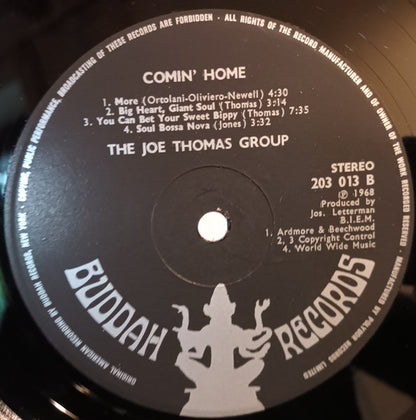 COPYING, PUBLIC PERFORMANCE, BROADCASTING OF THESE RECORDS ARE FORBIDDEN · ALL RIGHTS OF THE RECORD MANUFACTURER AND OF OWNER OF THE WORK RECORDED RESERVED · MANUFACTURED BY POLYDOR RECORDS LIMITED
COMIN' HOME
1. More (Ortolani-Oliviero-Newell) 4:30
2. Big Heart, Giant Soul (Thomas) 3:14
3. You Can Bet Your Sweet Bippy (Thomas) 7:35
4. Soul Bossa Nova (Jones) 3:32
THE JOE THOMAS GROUP
STEREO
203 013 B
Ⓟ 1968
Produced by
Jos. Letterman
B.I.E.M.
1. Ardmore & Beechwood
2, 3 Copyright Control
4. World Wide Music
BUDDAH RECORDS
ORIGINAL AMERICAN RECORDING BY BUDDAH RECORDS, NEW YORK